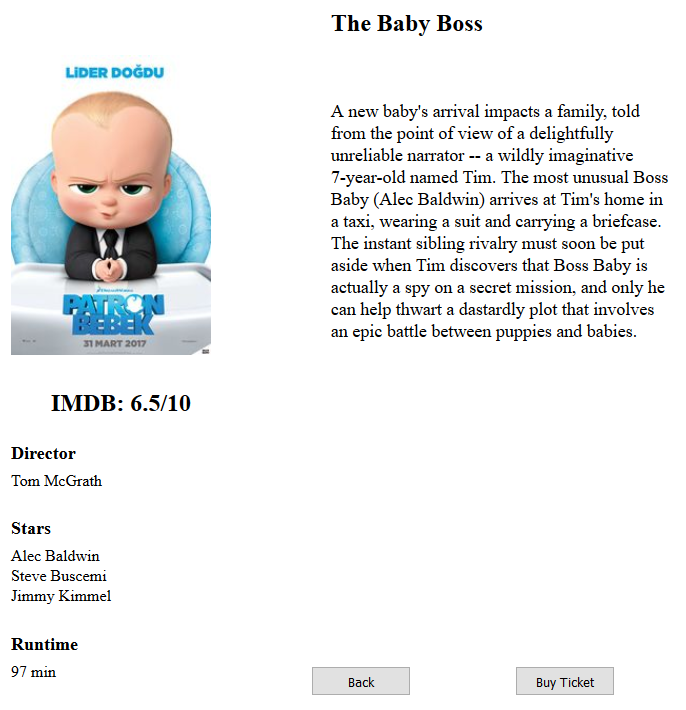 The Baby Boss
LiDER DOĞDU
A new baby's arrival impacts a family, told
from the point of view of a delightfully
unreliable narrator -- a wildly imaginative
7-year-old named Tim. The most unusual Boss
Baby (Alec Baldwin) arrives at Tim's home in
a taxi, wearing a suit and carrying a briefcase.
The instant sibling rivalry must soon be put
aside when Tim discovers that Boss Baby is
actually a spy on a secret mission, and only he
can help thwart a dastardly plot that involves
an epic battle between puppies and babies.
PATRON
BEBEK
31 MART 2017
IMDB: 6.5/10
Director
Tom McGrath
Stars
Alec Baldwin
Steve Buscemi
Jimmy Kimmel
Runtime
97 min
Back
Buy Ticket